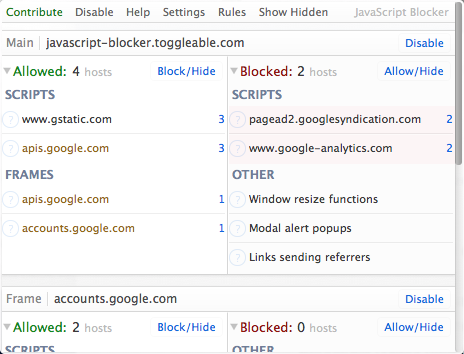 Contribute Disable Help Settings Rules Show Hidden JavaScript Blocker
Main javascript-blocker.toggleable.com Disable
Allowed: 4 hosts Block/Hide
SCRIPTS
? www.gstatic.com 3
? apis.google.com 3
FRAMES
? apis.google.com 1
? accounts.google.com 1
Blocked: 2 hosts Allow/Hide
SCRIPTS
? pagead2.googlesyndication.com 2
? www.google-analytics.com 2
OTHER
? Window resize functions
? Modal alert popups
? Links sending referrers
Frame accounts.google.com Disable
Allowed: 2 hosts Block/Hide
SCRIPTS
Blocked: 0 hosts Allow/Hide
OTHER